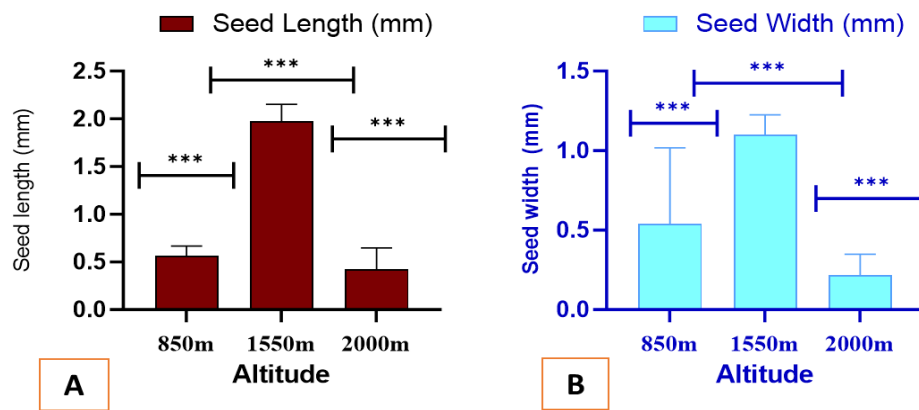 Seed Length (mm)
***
***
***
Seed length (mm)
2.5
2.0
1.5
1.0
0.5
0.0
850m 1550m 2000m
Altitude
A
Seed Width (mm)
***
***
***
Seed width (mm)
1.5
1.0
0.5
0.0
850m 1550m 2000m
Altitude
B